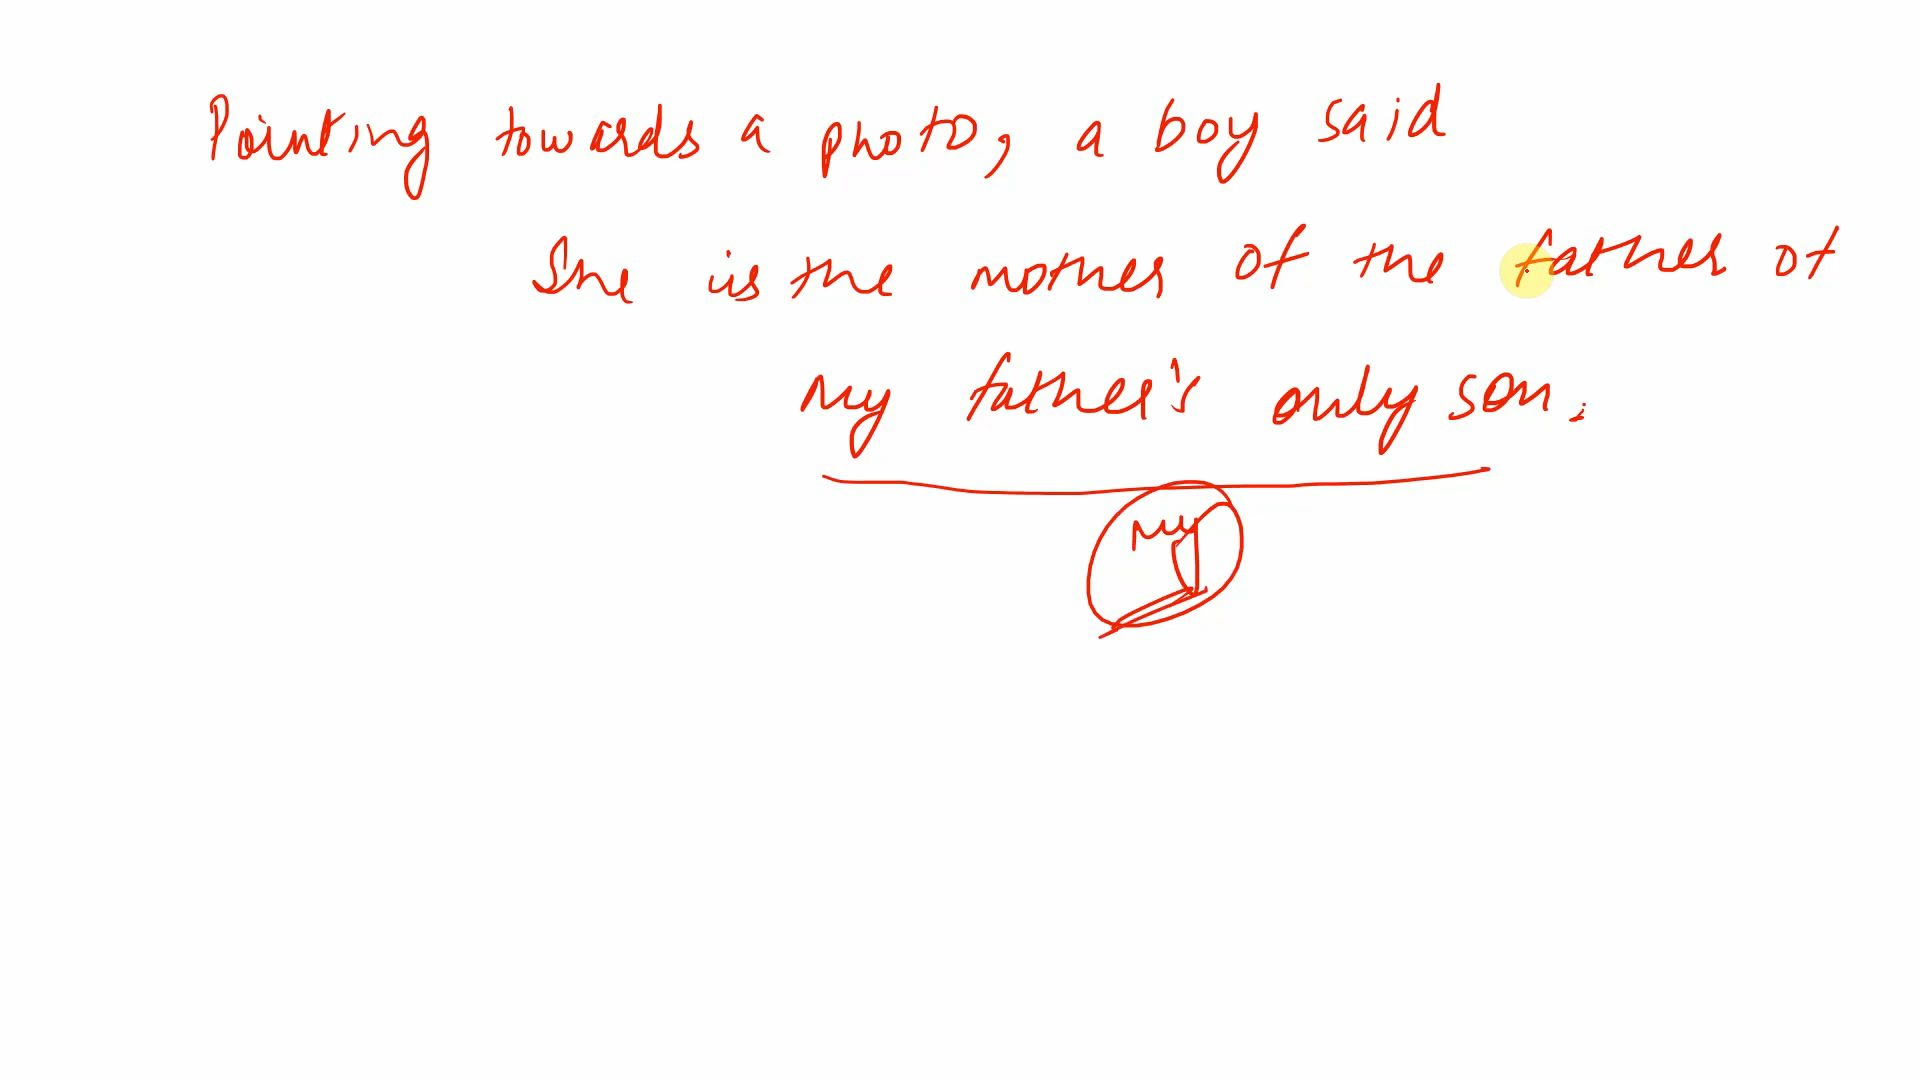 Pointing towards a photo, a boy said
She is the mother of the father of
my father's only son.
my